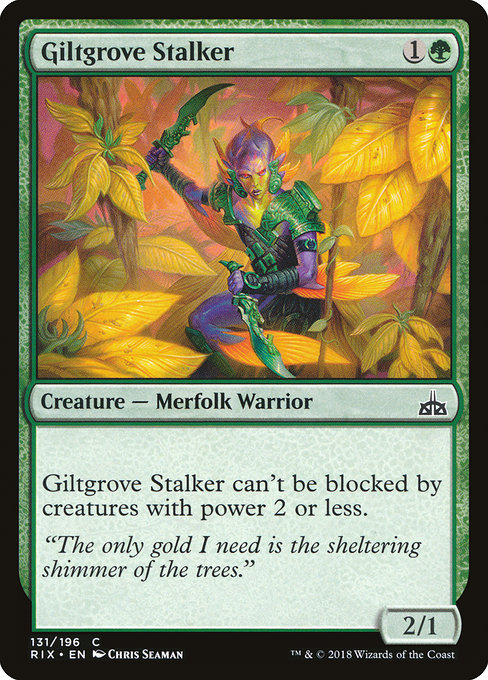 Giltgrove Stalker 1
Creature — Merfolk Warrior
Giltgrove Stalker can't be blocked by
creatures with power 2 or less.
“The only gold I need is the sheltering
shimmer of the trees.”
2/1
131/196 C
RIX • EN Chris Seaman ™ & © 2018 Wizards of the Coast